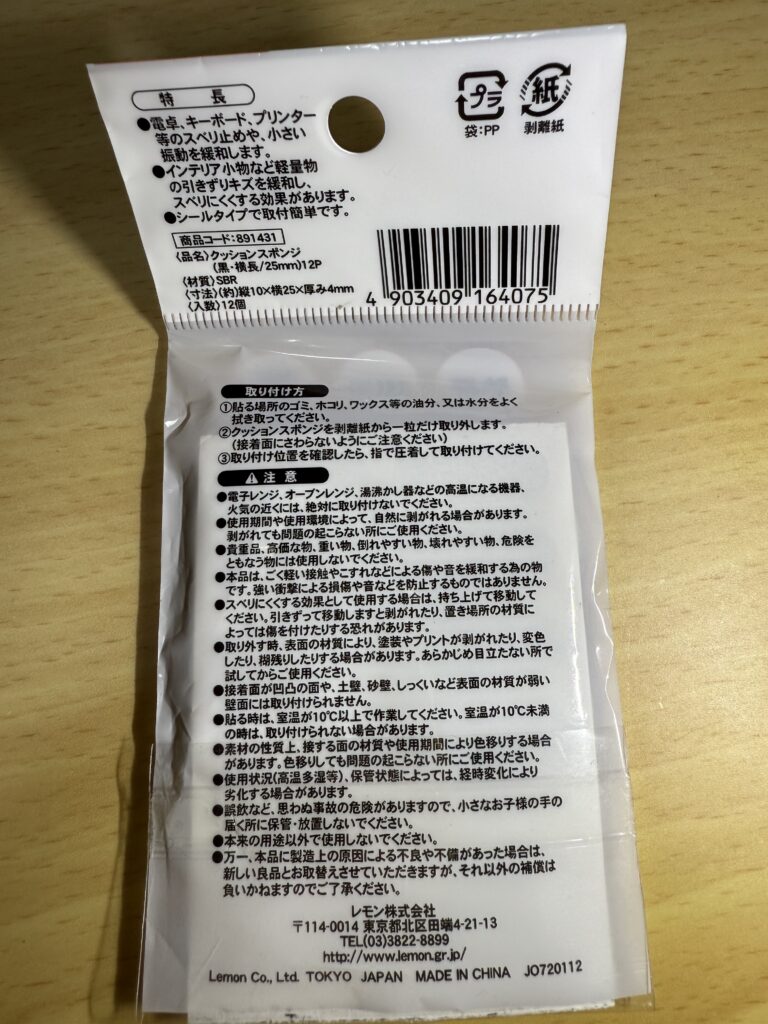 特長
●電卓、キーボード、プリンター
等のスベリ止めや、小さい
振動を緩和します。
●インテリア小物など軽量物
の引きずりキズを緩和し、
スベリにくくする効果があります。
●シールタイプで取付簡単です。
プラ
袋:PP
紙
剥離紙
商品コード:891431
〈品名〉クッションスポンジ
(黒・横長/25mm)12P
〈材質〉SBR
〈寸法〉(約)縦10×横25×厚み4mm
〈入数〉12個
4 903409 164075
取り付け方
①貼る場所のゴミ、ホコリ、ワックス等の油分、又は水分をよく
拭き取ってください。
②クッションスポンジを剥離紙から一粒だけ取り外します。
(接着面にさわらないようにご注意ください)
③取り付け位置を確認したら、指で圧着して取り付けてください。
⚠注意
●電子レンジ、オーブンレンジ、湯沸かし器などの高温になる機器、
火気の近くには、絶対に取り付けないでください。
●使用期間や使用環境によって、自然に剥がれる場合があります。
剥がれても問題の起こらない所にご使用ください。
●貴重品、高価な物、重い物、倒れやすい物、壊れやすい物、危険を
ともなう物には使用しないでください。
●本品は、ごく軽い接触やこすれなどによる傷や音を緩和する為の物
です。強い衝撃による損傷や音などを防止するものではありません。
●スベリにくくする効果として使用する場合は、持ち上げて移動して
ください。引きずって移動しますと剥がれたり、置き場所の材質に
よっては傷を付けたりする恐れがあります。
●取り外す時、表面の材質により、塗装やプリントが剥がれたり、変色
したり、糊残りしたりする場合があります。あらかじめ目立たない所で
試してからご使用ください。
●接着面が凹凸の面や、土壁、砂壁、しっくいなど表面の材質が弱い
壁面には取り付けられません。
●貼る時は、室温が10℃以上で作業してください。室温が10℃未満
の時は、取り付けられない場合があります。
●素材の性質上、接する面の材質や使用期間により色移りする場合
があります。色移りしても問題の起こらない所にご使用ください。
●使用状況(高温多湿等)、保管状態によっては、経時変化により
劣化する場合があります。
●誤飲など、思わぬ事故の危険がありますので、小さなお子様の手の
届く所に保管・放置しないでください。
●本来の用途以外で使用しないでください。
●万一、本品に製造上の原因による不良や不備があった場合は、
新しい良品とお取替えさせていただきますが、それ以外の補償は
負いかねますのでご了承ください。
レモン株式会社
〒114-0014 東京都北区田端4-21-13
TEL(03)3822-8899
http://www.lemon.gr.jp/
Lemon Co., Ltd. TOKYO JAPAN MADE IN CHINA JO720112